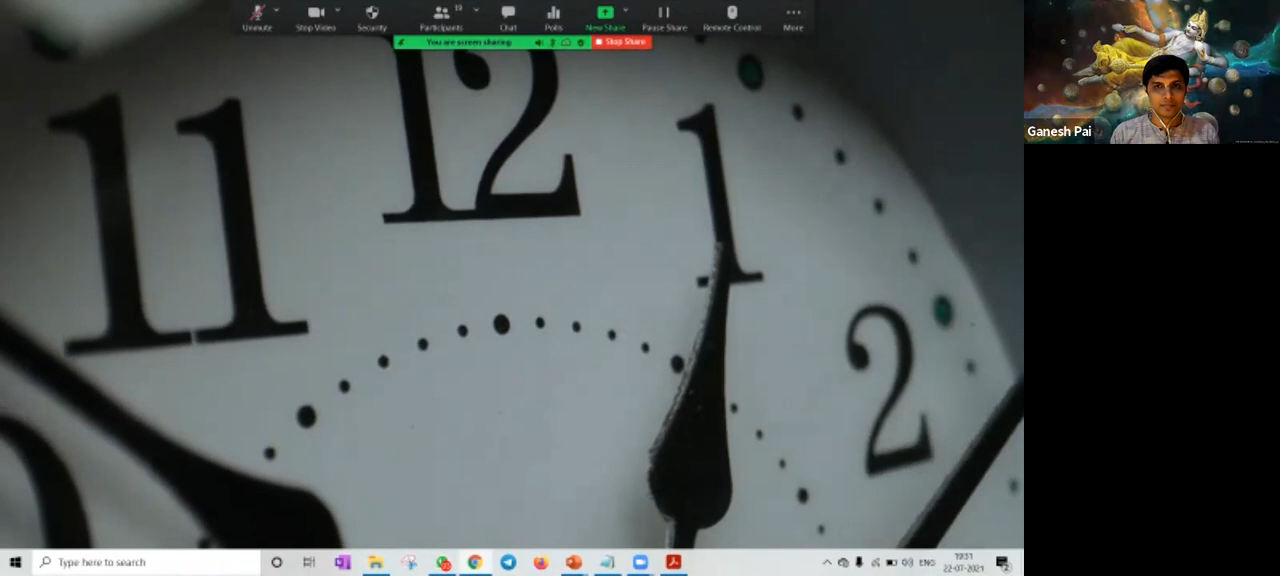 Unmute
Stop Video
Security
Participants
19
Chat
Polls
New Share
Pause Share
Remote Control
More
You are screen sharing
Stop Share
11
12
1
2
Ganesh Pai
Type here to search
ENG
19:31
22-07-2021